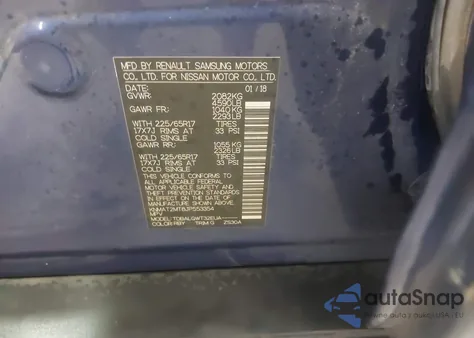 MFD BY RENAULT SAMSUNG MOTORS
CO., LTD. FOR NISSAN MOTOR CO., LTD.
DATE: 01/18
GVWR: 2082KG
4590LB
GAWR FR: 1040KG
2293LB
WITH 225/65R17 TIRES
17X7J RIMS AT 33 PSI
COLD SINGLE
GAWR RR: 1055KG
2326LB
WITH 225/65R17 TIRES
17X7J RIMS AT 33 PSI
COLD SINGLE
THIS VEHICLE CONFORMS TO ALL
APPLICABLE FEDERAL MOTOR VEHICLE
SAFETY AND THEFT PREVENTION
STANDARDS IN EFFECT ON THE DATE OF
MANUFACTURE SHOWN ABOVE.
KNMAT2MT8JP553354
MPV
MODEL: TDBALGWT32EUA
COLOR: RBY TRIM: G
autaSnap